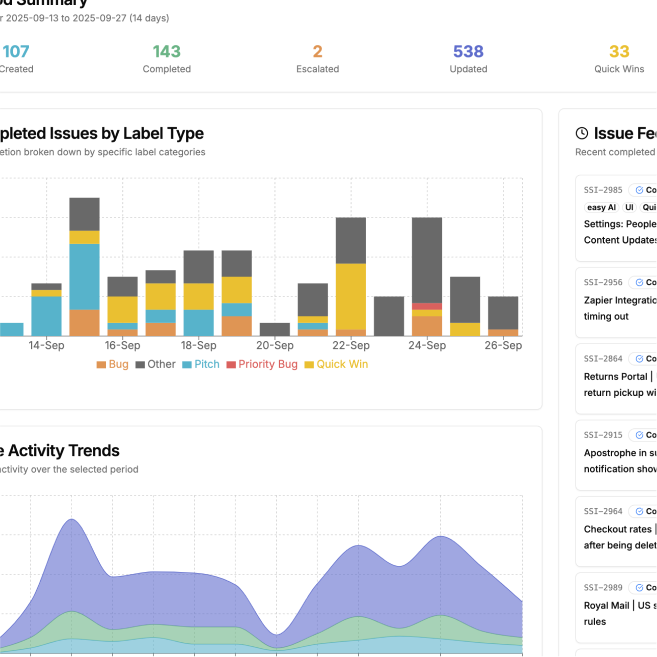 od Summary
r 2025-09-13 to 2025-09-27 (14 days)
107
Created
143
Completed
2
Escalated
538
Updated
33
Quick Wins
pleted Issues by Label Type
etion broken down by specific label categories
14-Sep
16-Sep
18-Sep
20-Sep
22-Sep
24-Sep
26-Sep
Bug Other Pitch Priority Bug Quick Win
e Activity Trends
activity over the selected period
Issue Fe
Recent completed
SSI-2985 Co
easy AI UI Qui
Settings: People
Content Updates
SSI-2956 Co
Zapier Integratic
timing out
SSI-2864 Co
Returns Portal |
return pickup wi
SSI-2915 Co
Apostrophe in su
notification show
SSI-2964 Co
Checkout rates |
after being delet
SSI-2989 Co
Royal Mail | US s
rules